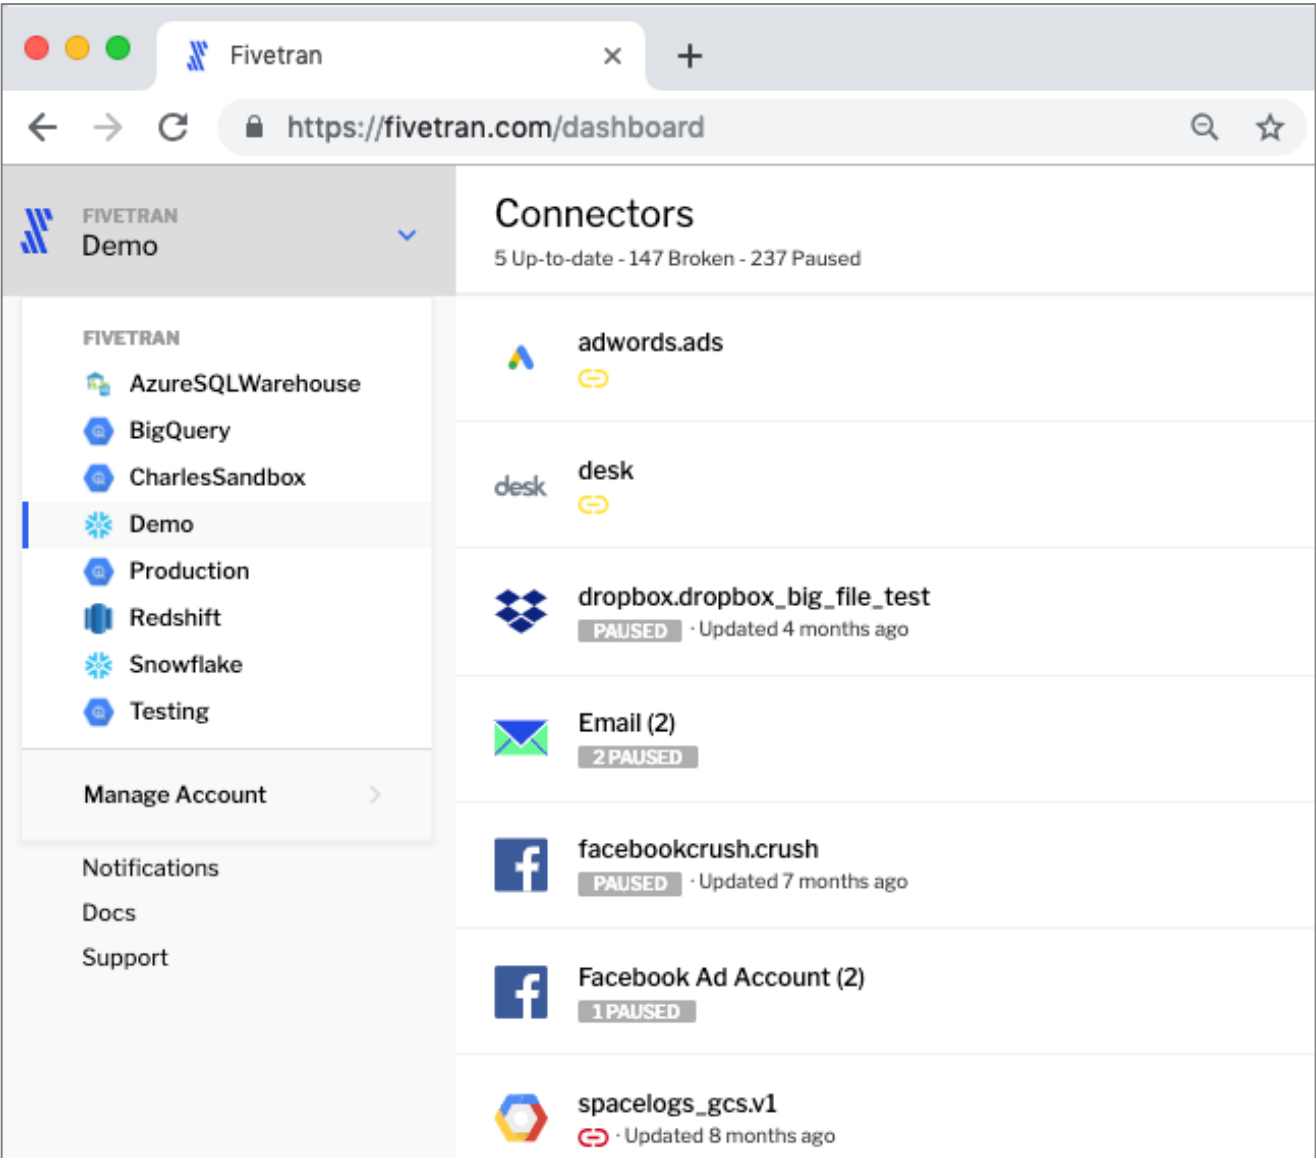 Fivetran
https://fivetran.com/dashboard
FIVETRAN
Demo
FIVETRAN
AzureSQLWarehouse
BigQuery
CharlesSandbox
Demo
Production
Redshift
Snowflake
Testing
Manage Account
Notifications
Docs
Support
Connectors
5 Up-to-date - 147 Broken - 237 Paused
adwords.ads
desk
desk
dropbox.dropbox_big_file_test
PAUSED · Updated 4 months ago
Email (2)
2 PAUSED
facebookcrush.crush
PAUSED · Updated 7 months ago
Facebook Ad Account (2)
1 PAUSED
spacelogs_gcs.v1
· Updated 8 months ago